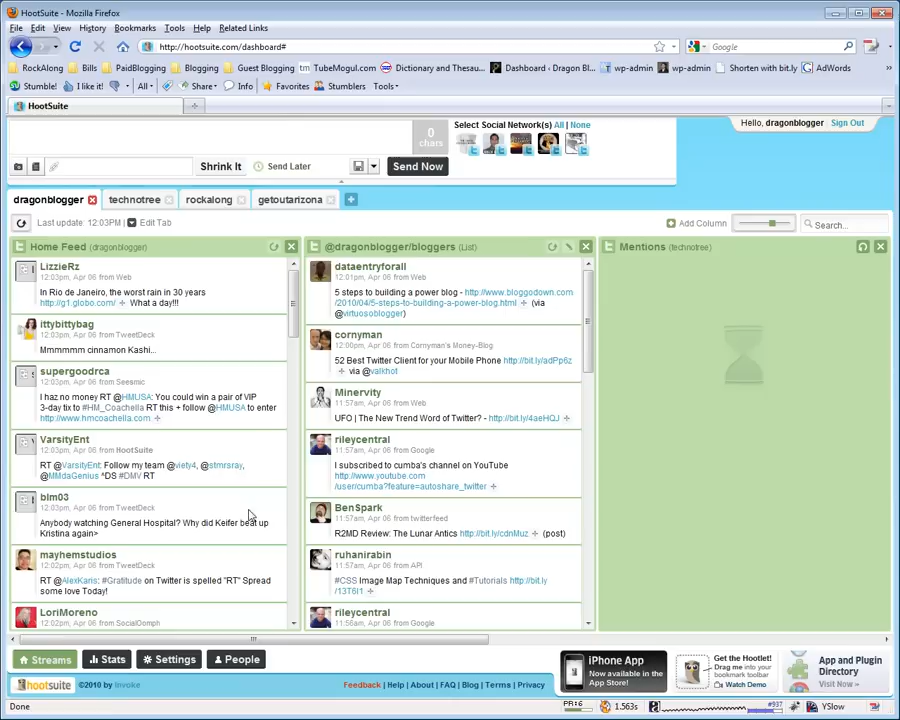 HootSuite - Mozilla Firefox
File Edit View History Bookmarks Tools Help Related Links
http://hootsuite.com/dashboard#
Google
RockAlong Bills PaidBlogging Blogging Guest Blogging tm TubeMogul.com Dictionary and Thesau... Dashboard ‹ Dragon Bl... wp-admin wp-admin Shorten with bit.ly AdWords »
Stumble! I like it! All Share Info Favorites Stumblers Tools
HootSuite
0
chars
Select Social Network(s) All | None
Hello, dragonblogger Sign Out
Shrink It Send Later Send Now
dragonblogger technotree rockalong getoutarizona
Last update: 12:03PM | Edit Tab
Add Column
Search...
Home Feed (dragonblogger)
LizzieRz
12:03pm, Apr 06 from Web
In Rio de Janeiro, the worst rain in 30 years
http://g1.globo.com/ What a day!!!
ittybittybag
12:03pm, Apr 06 from TweetDeck
Mmmmmm cinnamon Kashi...
supergoodrca
12:03pm, Apr 06 from Seesmic
I haz no money RT @HMUSA: You could win a pair of VIP
3-day tix to #HM_Coachella RT this + follow @HMUSA to enter
http://www.hmcoachella.com
VarsityEnt
12:03pm, Apr 06 from HootSuite
RT @VarsityEnt: Follow my team @viety4, @stmrsray,
@MMdaGenius ^DS #DMV RT
blm03
12:03pm, Apr 06 from TweetDeck
Anybody watching General Hospital? Why did Keifer beat up
Kristina again>
mayhemstudios
12:02pm, Apr 06 from TweetDeck
RT @AlexKaris: #Gratitude on Twitter is spelled "RT" Spread
some love Today!
LoriMoreno
12:02pm, Apr 06 from SocialOomph
@dragonblogger/bloggers (List)
dataentryforall
12:01pm, Apr 06 from Web
5 steps to building a power blog - http://www.bloggodown.com
/2010/04/5-steps-to-building-a-power-blog.html (via
@virtuosoblogger)
cornyman
12:00pm, Apr 06 from Cornyman's Money-Blog
52 Best Twitter Client for your Mobile Phone http://bit.ly/adPp6z
via @valkhot
Minervity
11:57am, Apr 06 from Web
UFO | The New Trend Word of Twitter? - http://bit.ly/4aeHQJ
rileycentral
11:57am, Apr 06 from Google
I subscribed to cumba's channel on YouTube
http://www.youtube.com
/user/cumba?feature=autoshare_twitter
BenSpark
11:57am, Apr 06 from twitterfeed
R2MD Review: The Lunar Antics http://bit.ly/cdnMuz (post)
ruhanirabin
11:57am, Apr 06 from API
#CSS Image Map Techniques and #Tutorials http://bit.ly
/13T6I1
rileycentral
11:56am, Apr 06 from Google
Mentions (technotree)
Streams Stats Settings People
iPhone App
Now available in the
App Store!
Get the Hootlet!
Drag me into your
bookmark toolbar
Watch Demo
App and Plugin
Directory
Visit Now »
hootsuite ©2010 by Invoke
Feedback | Help | About | FAQ | Blog | Terms | Privacy
Done
PR:6 1.563s #937 YSlow